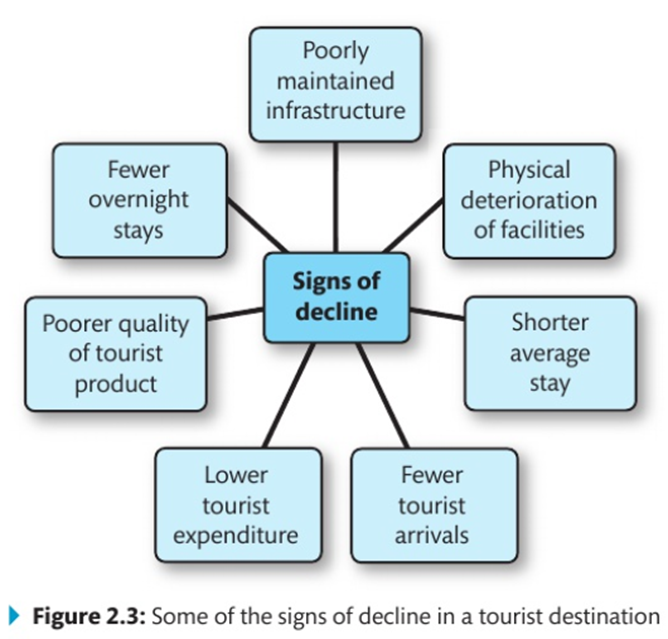 Poorly
maintained
infrastructure
Fewer
overnight
stays
Physical
deterioration
of facilities
Signs of
decline
Poorer quality
of tourist
product
Shorter
average
stay
Lower
tourist
expenditure
Fewer
tourist
arrivals
Figure 2.3: Some of the signs of decline in a tourist destination